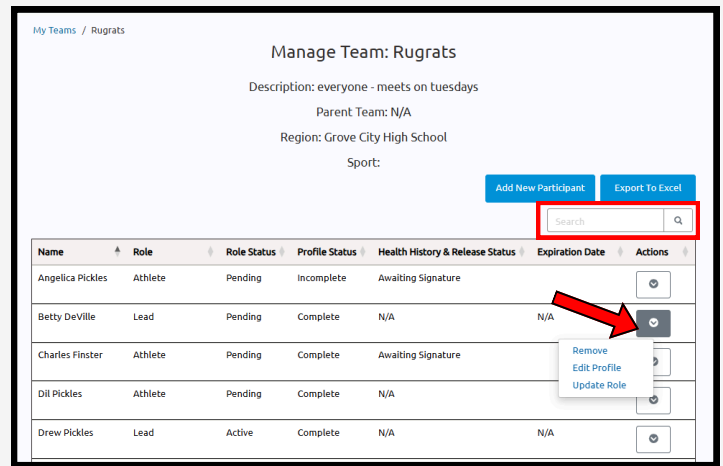 My Teams / Rugrats
Manage Team: Rugrats
Description: everyone - meets on tuesdays
Parent Team: N/A
Region: Grove City High School
Sport:
Add New Participant Export To Excel
Search
Name Role Role Status Profile Status Health History & Release Status Expiration Date Actions
Angelica Pickles Athlete Pending Incomplete Awaiting Signature
Betty DeVille Lead Pending Complete N/A N/A
Remove
Charles Finster Athlete Pending Complete Awaiting Signature
Edit Profile
Update Role
Dil Pickles Athlete Pending Complete N/A
Drew Pickles Lead Active Complete N/A N/A